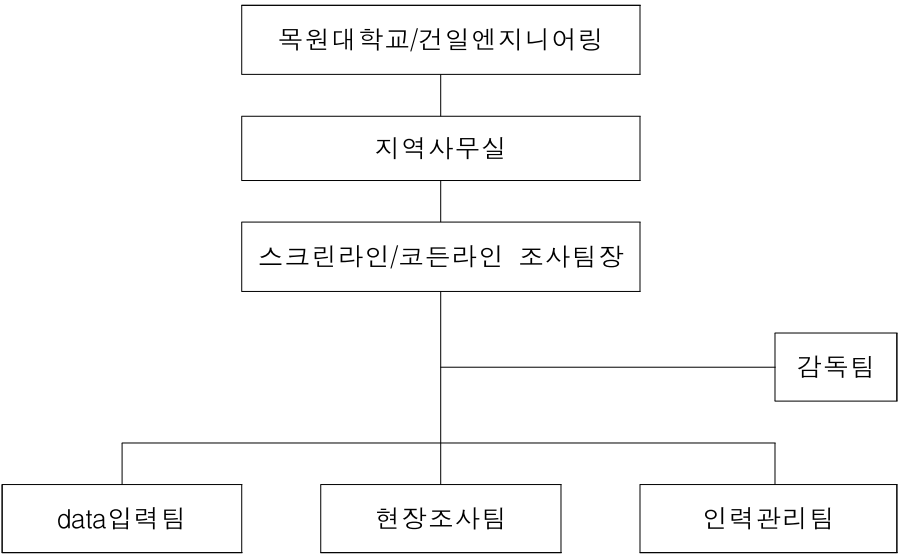 목원대학교/건일엔지니어링
지역사무실
스크린라인/코든라인 조사팀장
감독팀
data입력팀
현장조사팀
인력관리팀